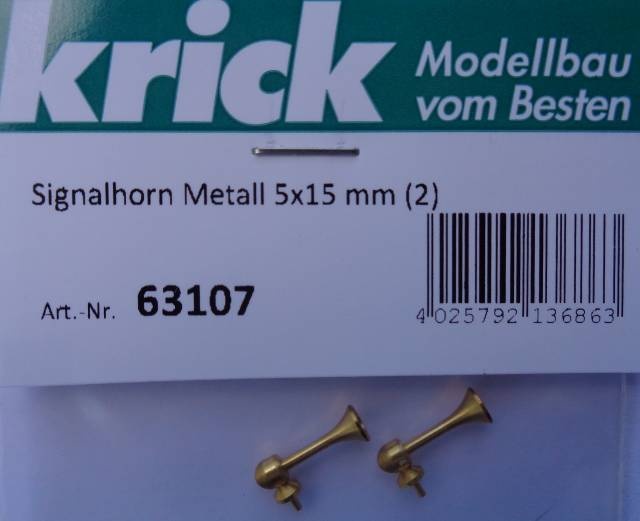 krick
Modellbau
vom Besten
Signalhorn Metall 5x15 mm (2)
Art.-Nr. 63107
4 025792 136863